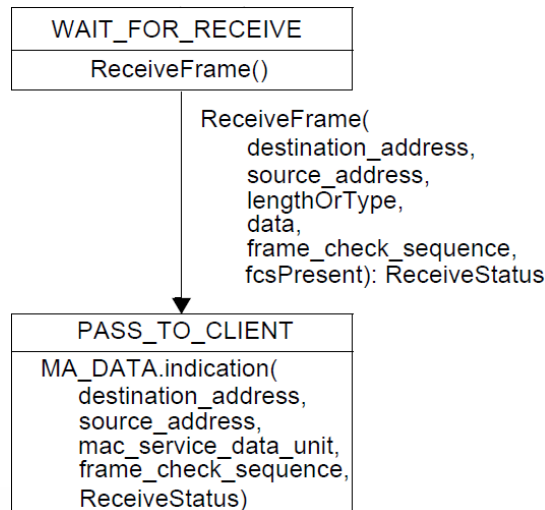 WAIT_FOR_RECEIVE
ReceiveFrame()
ReceiveFrame(
destination_address,
source_address,
lengthOrType,
data,
frame_check_sequence,
fcsPresent): ReceiveStatus
PASS_TO_CLIENT
MA_DATA.indication(
destination_address,
source_address,
mac_service_data_unit,
frame_check_sequence,
ReceiveStatus)